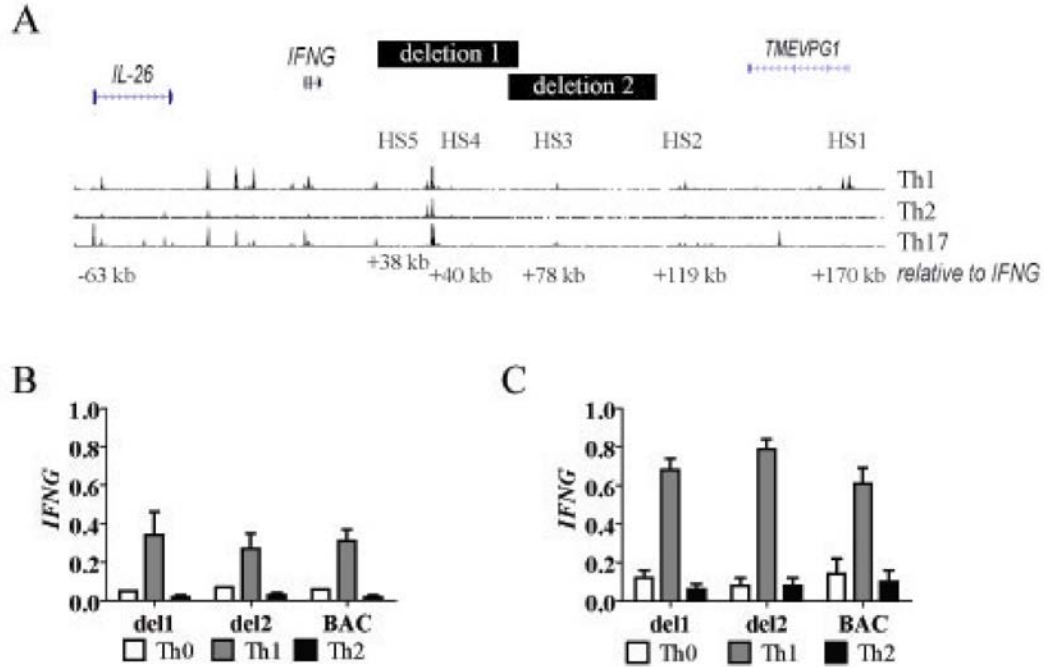 A
IL-26
IFNG
deletion 1
deletion 2
TMEVPG1
HS5 HS4 HS3 HS2 HS1
Th1
Th2
Th17
-63 kb +38 kb +40 kb +78 kb +119 kb +170 kb relative to IFNG
B
IFNG
1.0
0.8
0.6
0.4
0.2
0.0
del1 del2 BAC
Th0 Th1 Th2
C
IFNG
1.0
0.8
0.6
0.4
0.2
0.0
del1 del2 BAC
Th0 Th1 Th2